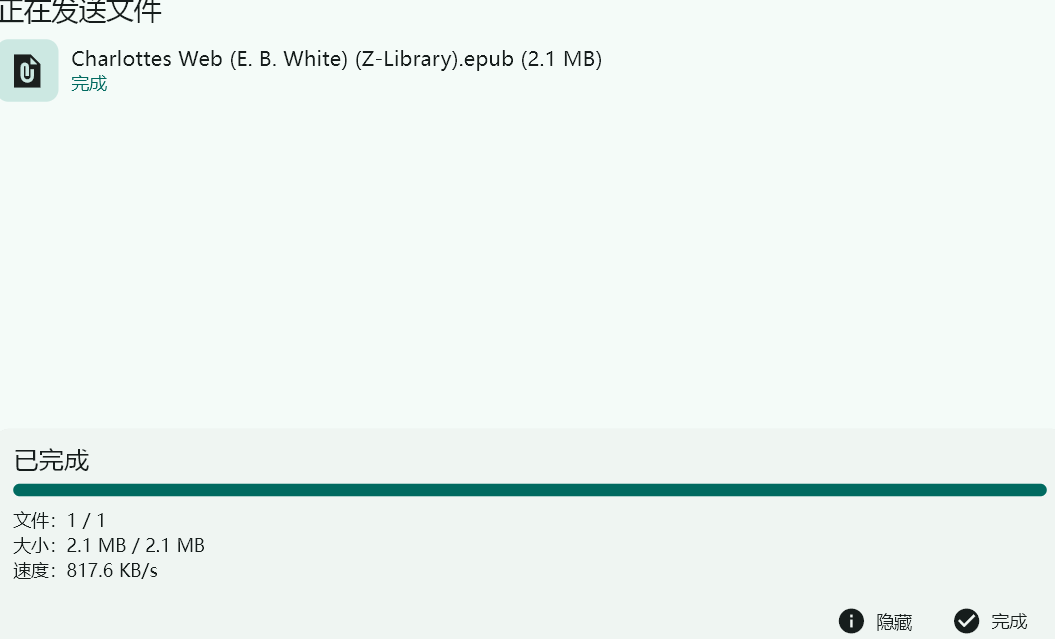 正在发送文件
Charlottes Web (E. B. White) (Z-Library).epub (2.1 MB)
完成
已完成
文件：1 / 1
大小：2.1 MB / 2.1 MB
速度：817.6 KB/s
隐藏 完成